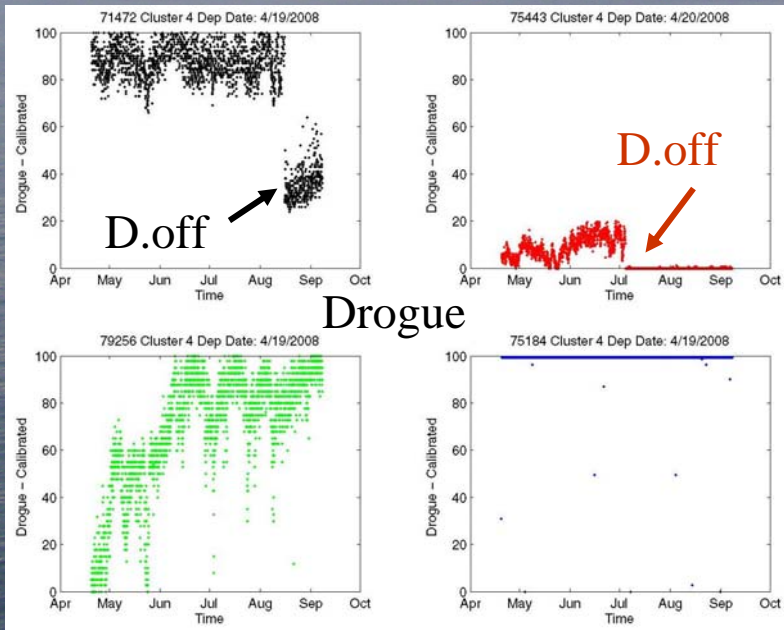 71472 Cluster 4 Dep Date: 4/19/2008
Drogue – Calibrated
100
80
60
40
20
0
D.off
Apr May Jun Jul Aug Sep Oct
Time
75443 Cluster 4 Dep Date: 4/20/2008
Drogue – Calibrated
100
80
60
40
20
0
D.off
Apr May Jun Jul Aug Sep Oct
Time
Drogue
79256 Cluster 4 Dep Date: 4/19/2008
Drogue – Calibrated
100
80
60
40
20
0
Apr May Jun Jul Aug Sep Oct
Time
75184 Cluster 4 Dep Date: 4/19/2008
Drogue – Calibrated
100
80
60
40
20
0
Apr May Jun Jul Aug Sep Oct
Time